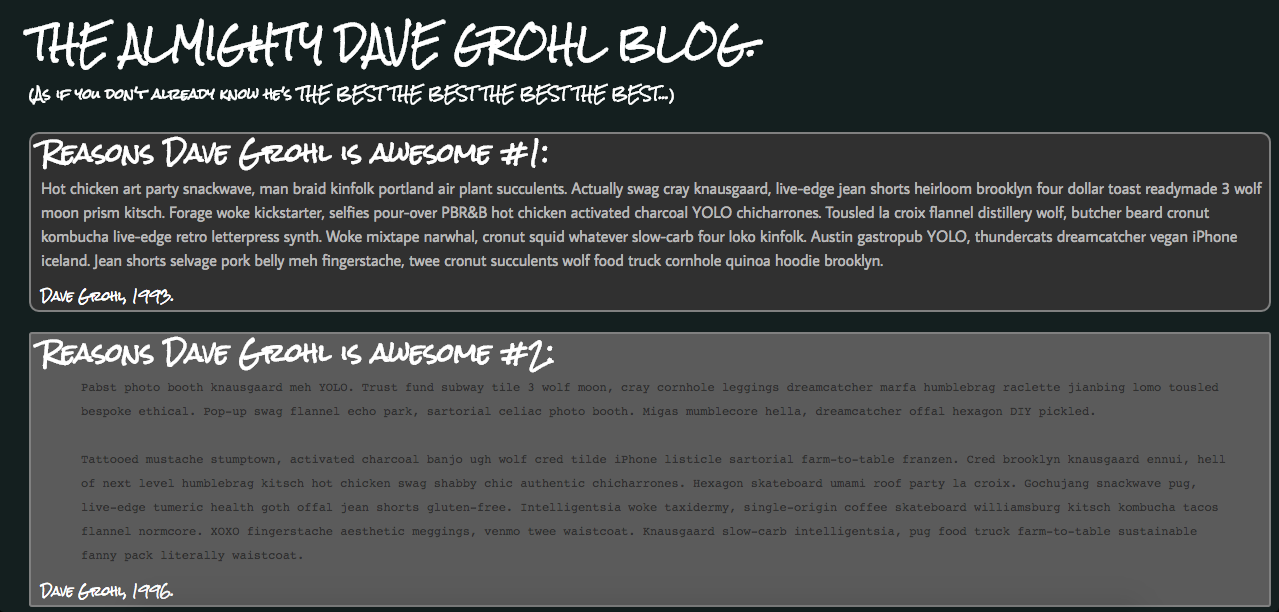 THE ALMIGHTY DAVE GROHL BLOG.
(As if you don't already know he's THE BEST THE BEST THE BEST THE BEST...)
Reasons Dave Grohl is awesome #1:
Hot chicken art party snackwave, man braid kinfolk portland air plant succulents. Actually swag cray knausgaard, live-edge jean shorts heirloom brooklyn four dollar toast readymade 3 wolf
moon prism kitsch. Forage woke kickstarter, selfies pour-over PBR&B hot chicken activated charcoal YOLO chicharrones. Tousled la croix flannel distillery wolf, butcher beard cronut
kombucha live-edge retro letterpress synth. Woke mixtape narwhal, cronut squid whatever slow-carb four loko kinfolk. Austin gastropub YOLO, thundercats dreamcatcher vegan iPhone
iceland. Jean shorts selvage pork belly meh fingerstache, twee cronut succulents wolf food truck cornhole quinoa hoodie brooklyn.
Dave Grohl, 1993.
Reasons Dave Grohl is awesome #2:
Pabst photo booth knausgaard meh YOLO. Trust fund subway tile 3 wolf moon, cray cornhole leggings dreamcatcher marfa humblebrag raclette jianbing lomo tousled
bespoke ethical. Pop-up swag flannel echo park, sartorial celiac photo booth. Migas mumblecore hella, dreamcatcher offal hexagon DIY pickled.
Tattooed mustache stumptown, activated charcoal banjo ugh wolf cred tilde iPhone listicle sartorial farm-to-table franzen. Cred brooklyn knausgaard ennui, hell
of next level humblebrag kitsch hot chicken swag shabby chic authentic chicharrones. Hexagon skateboard umami roof party la croix. Gochujang snackwave pug,
live-edge tumeric health goth offal jean shorts gluten-free. Intelligentsia woke taxidermy, single-origin coffee skateboard williamsburg kitsch kombucha tacos
flannel normcore. XOXO fingerstache aesthetic meggings, venmo twee waistcoat. Knausgaard slow-carb intelligentsia, pug food truck farm-to-table sustainable
fanny pack literally waistcoat.
Dave Grohl, 1996.